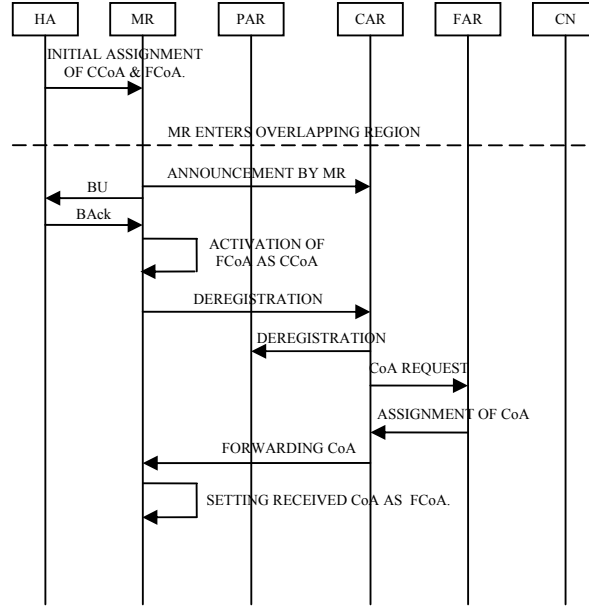 HA MR PAR CAR FAR CN
INITIAL ASSIGNMENT
OF CCoA & FCoA.
MR ENTERS OVERLAPPING REGION
ANNOUNCEMENT BY MR
BU
BAck
ACTIVATION OF
FCoA AS CCoA
DEREGISTRATION
DEREGISTRATION
CoA REQUEST
ASSIGNMENT OF CoA
FORWARDING CoA
SETTING RECEIVED CoA AS FCoA.